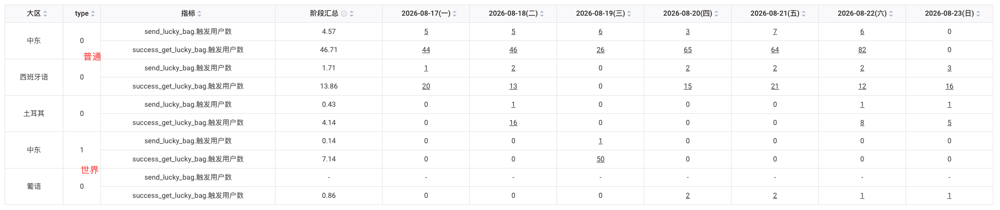 大区 type 指标 阶段汇总 2026-08-17(一) 2026-08-18(二) 2026-08-19(三) 2026-08-20(四) 2026-08-21(五) 2026-08-22(六) 2026-08-23(日)
中东 0 send_lucky_bag.触发用户数 4.57 5 5 6 3 7 6 0
success_get_lucky_bag.触发用户数 46.71 44 46 26 65 64 82 0
普通
西班牙语 0 send_lucky_bag.触发用户数 1.71 1 2 0 2 2 2 3
success_get_lucky_bag.触发用户数 13.86 20 13 0 15 21 12 16
土耳其 0 send_lucky_bag.触发用户数 0.43 0 1 0 0 0 1 1
success_get_lucky_bag.触发用户数 4.14 0 16 0 0 0 8 5
中东 1 send_lucky_bag.触发用户数 0.14 0 0 1 0 0 0 0
success_get_lucky_bag.触发用户数 7.14 0 0 50 0 0 0 0
世界
葡语 0 send_lucky_bag.触发用户数 - - - - - - - -
success_get_lucky_bag.触发用户数 0.86 0 0 0 2 2 1 1